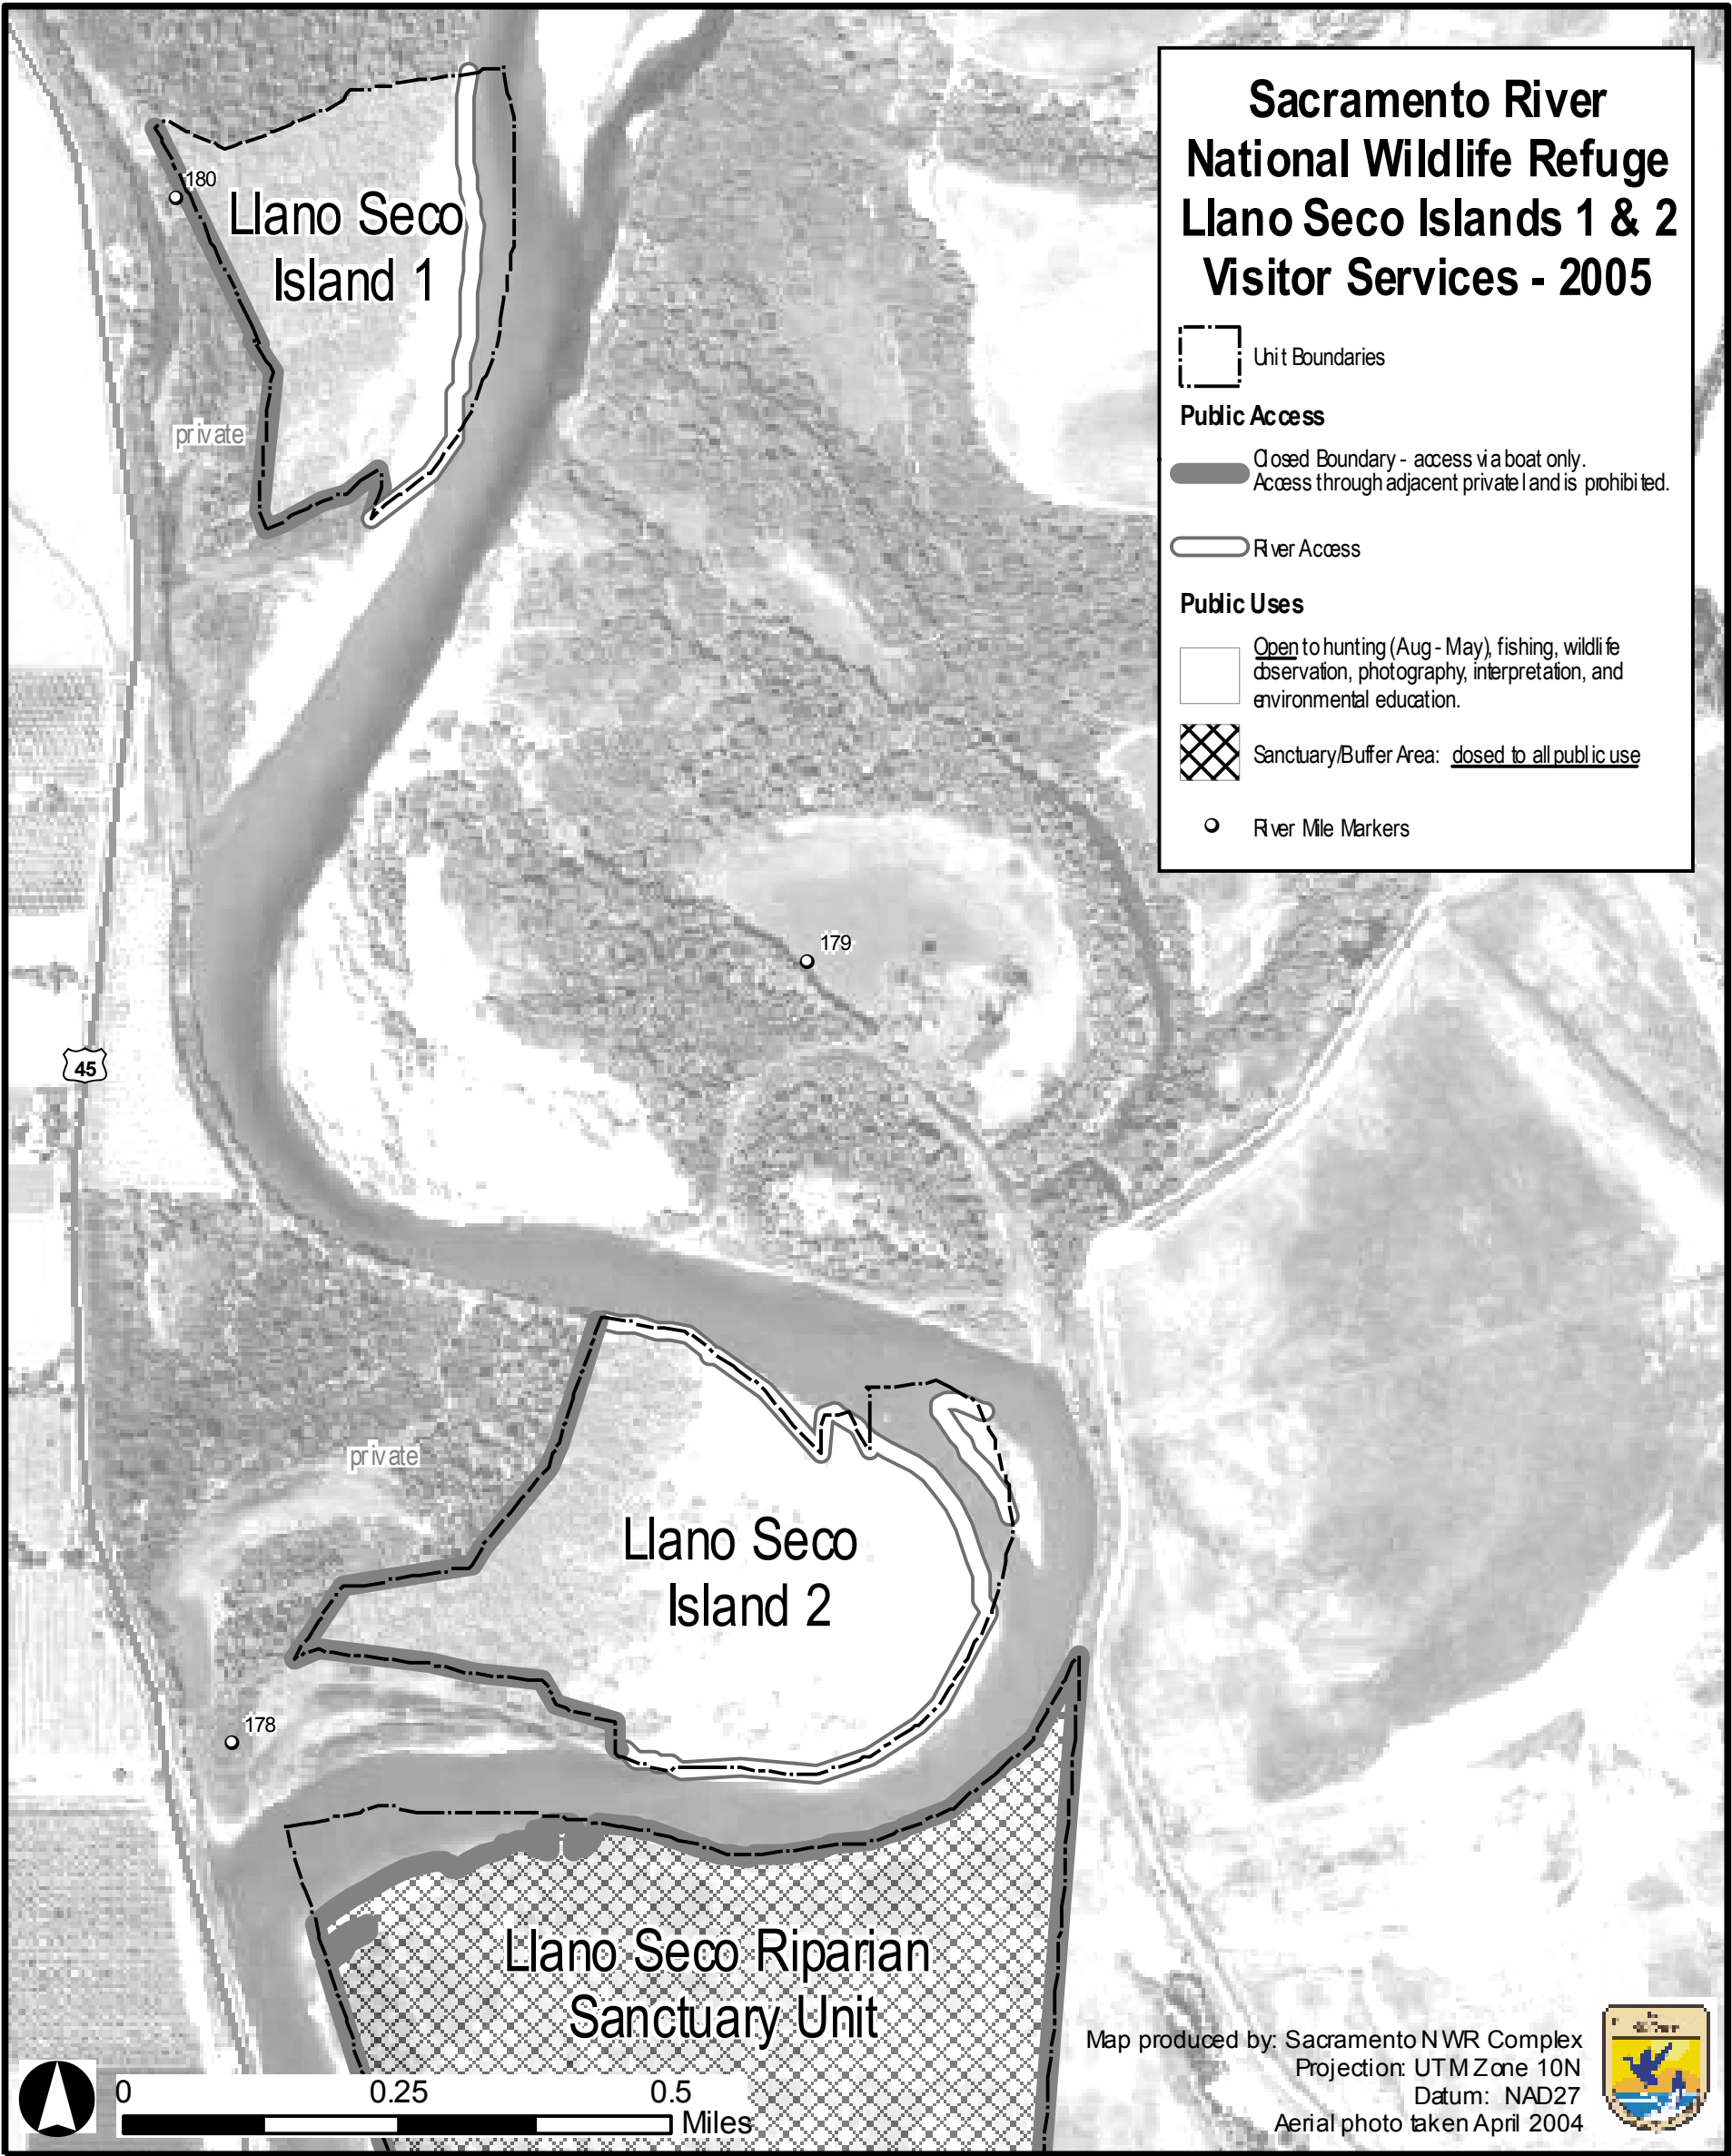 Sacramento River
National Wildlife Refuge
Llano Seco Islands 1 & 2
Visitor Services - 2005
Unit Boundaries
Public Access
Closed Boundary - access via boat only.
Access through adjacent private land is prohibited.
River Access
Public Uses
Open to hunting (Aug - May), fishing, wildlife
observation, photography, interpretation, and
environmental education.
Sanctuary/Buffer Area: closed to all public use
River Mile Markers
180
Llano Seco
Island 1
private
179
45
private
Llano Seco
Island 2
178
Llano Seco Riparian
Sanctuary Unit
0 0.25 0.5
Miles
Map produced by: Sacramento NWR Complex
Projection: UTM Zone 10N
Datum: NAD27
Aerial photo taken April 2004